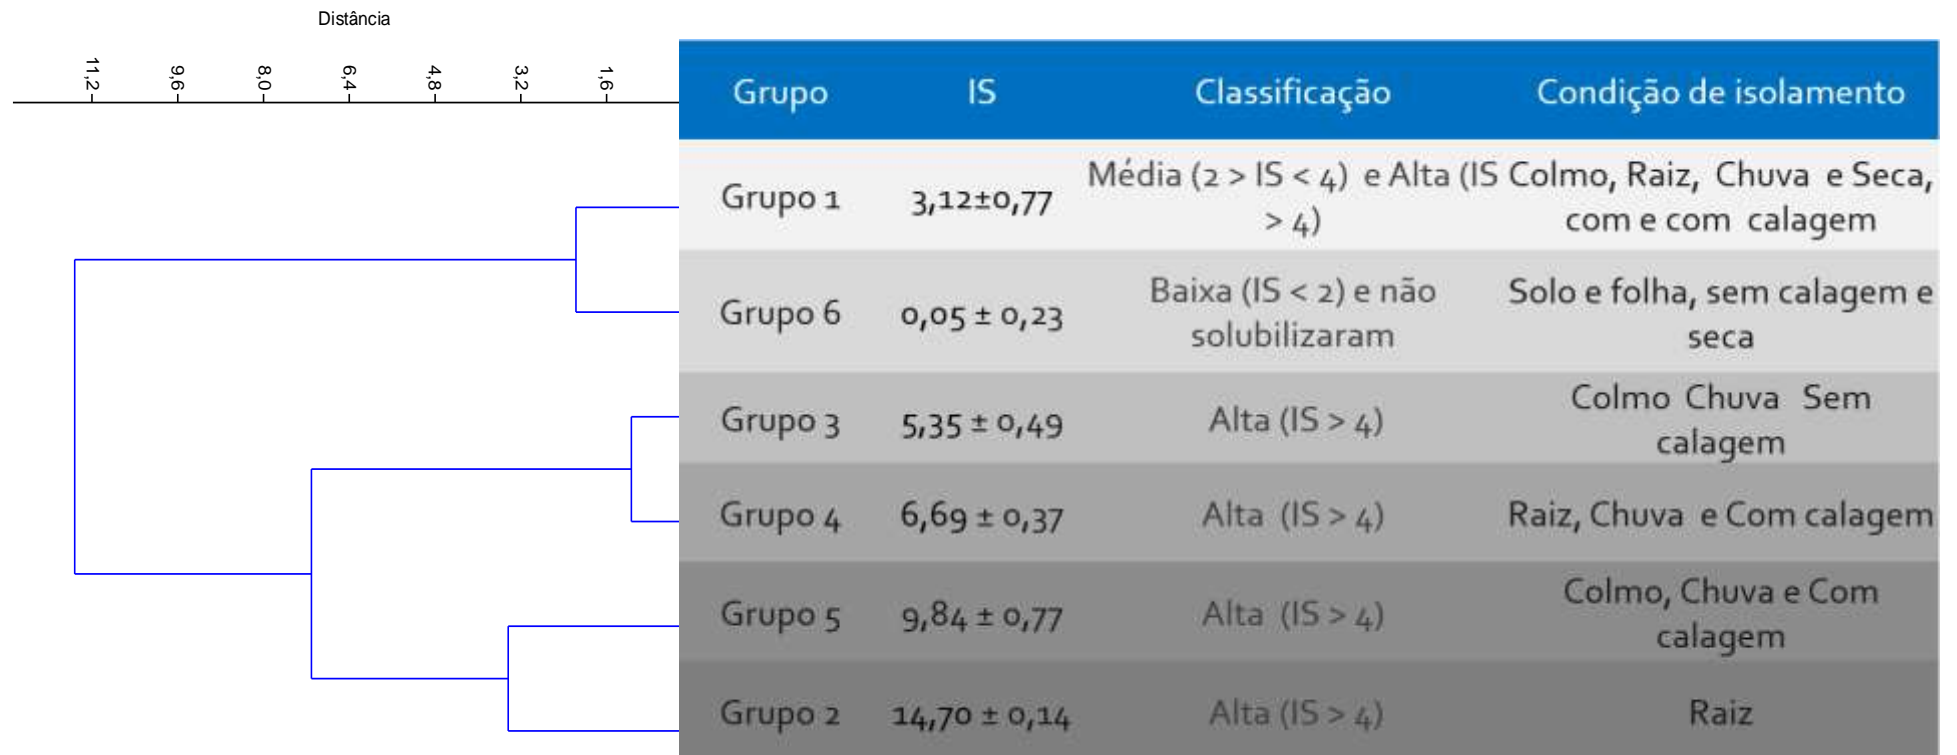 Distância
11,2 9,6 8,0 6,4 4,8 3,2 1,6
Grupo IS Classificação Condição de isolamento
Grupo 1 3,12±0,77 Média (2 > IS < 4) e Alta (IS > 4) Colmo, Raiz, Chuva e Seca, com e com calagem
Grupo 6 0,05 ± 0,23 Baixa (IS < 2) e não solubilizaram Solo e folha, sem calagem e seca
Grupo 3 5,35 ± 0,49 Alta (IS > 4) Colmo Chuva Sem calagem
Grupo 4 6,69 ± 0,37 Alta (IS > 4) Raiz, Chuva e Com calagem
Grupo 5 9,84 ± 0,77 Alta (IS > 4) Colmo, Chuva e Com calagem
Grupo 2 14,70 ± 0,14 Alta (IS > 4) Raiz